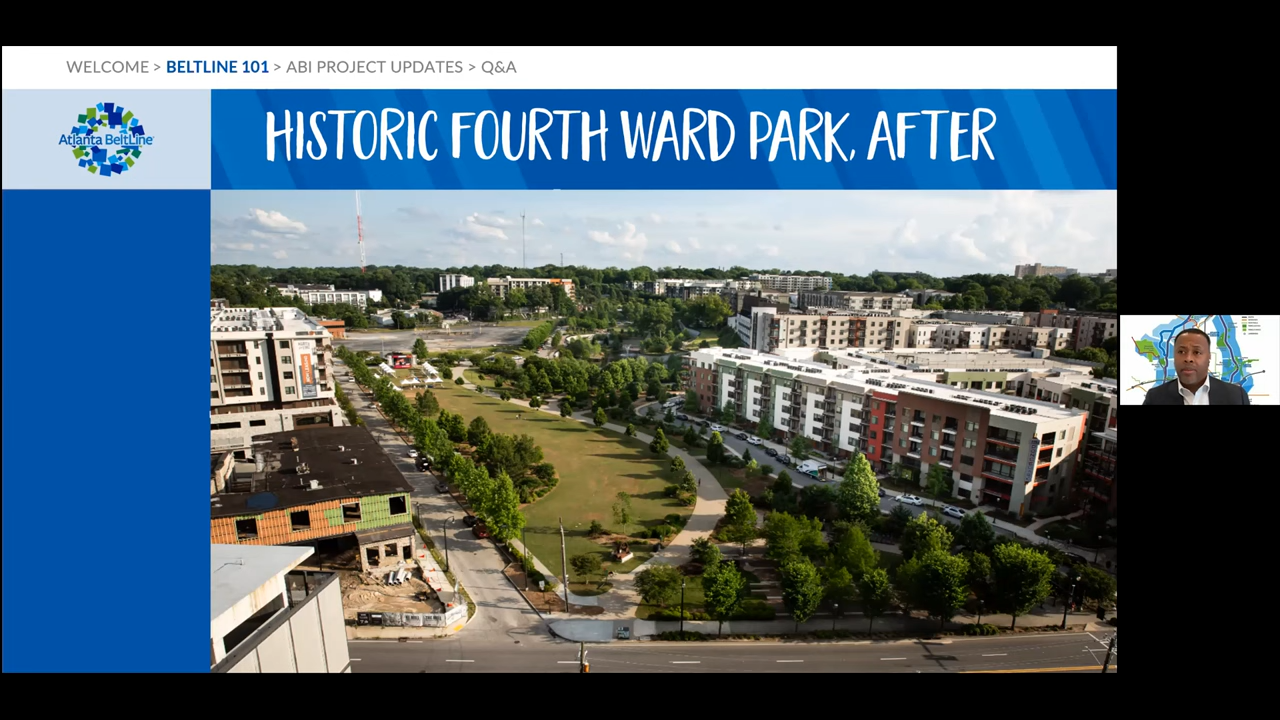 WELCOME > BELTLINE 101 > ABI PROJECT UPDATES > Q&A
Atlanta BeltLine
HISTORIC FOURTH WARD PARK, AFTER